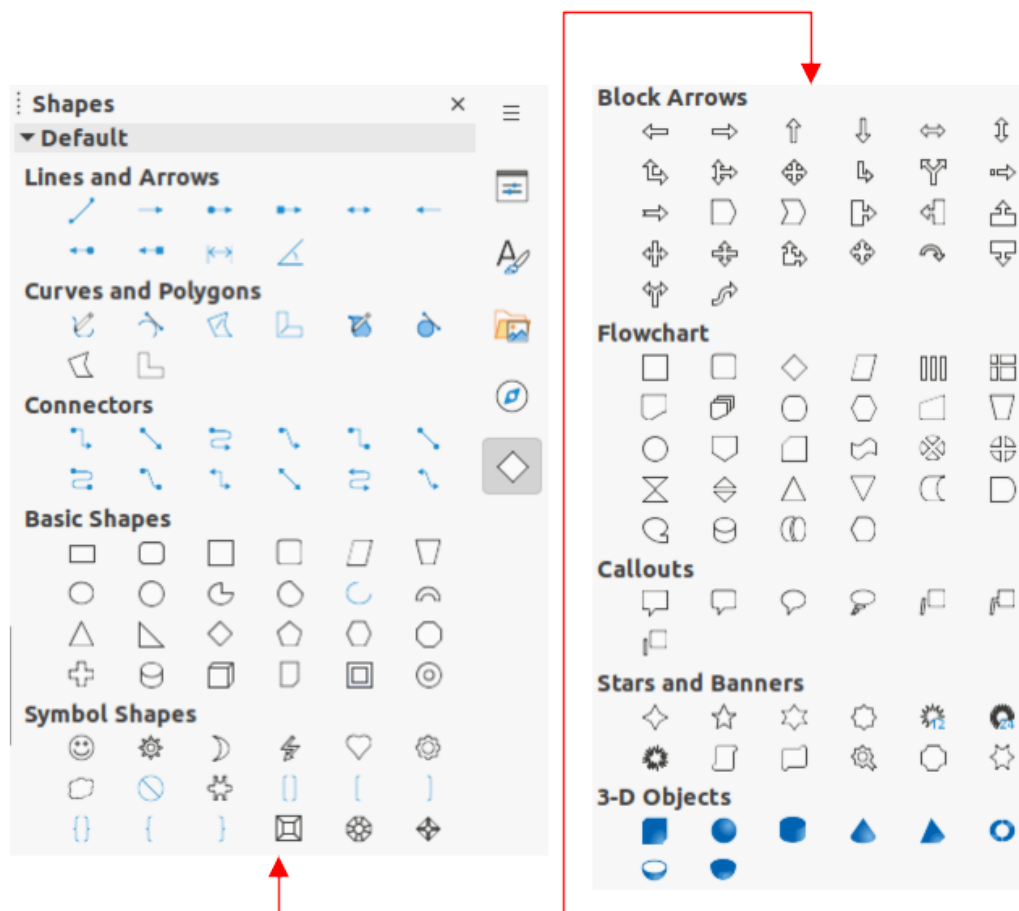 Shapes
Default
Lines and Arrows
Curves and Polygons
Connectors
Basic Shapes
Symbol Shapes
Block Arrows
Flowchart
Callouts
Stars and Banners
12
24
3-D Objects